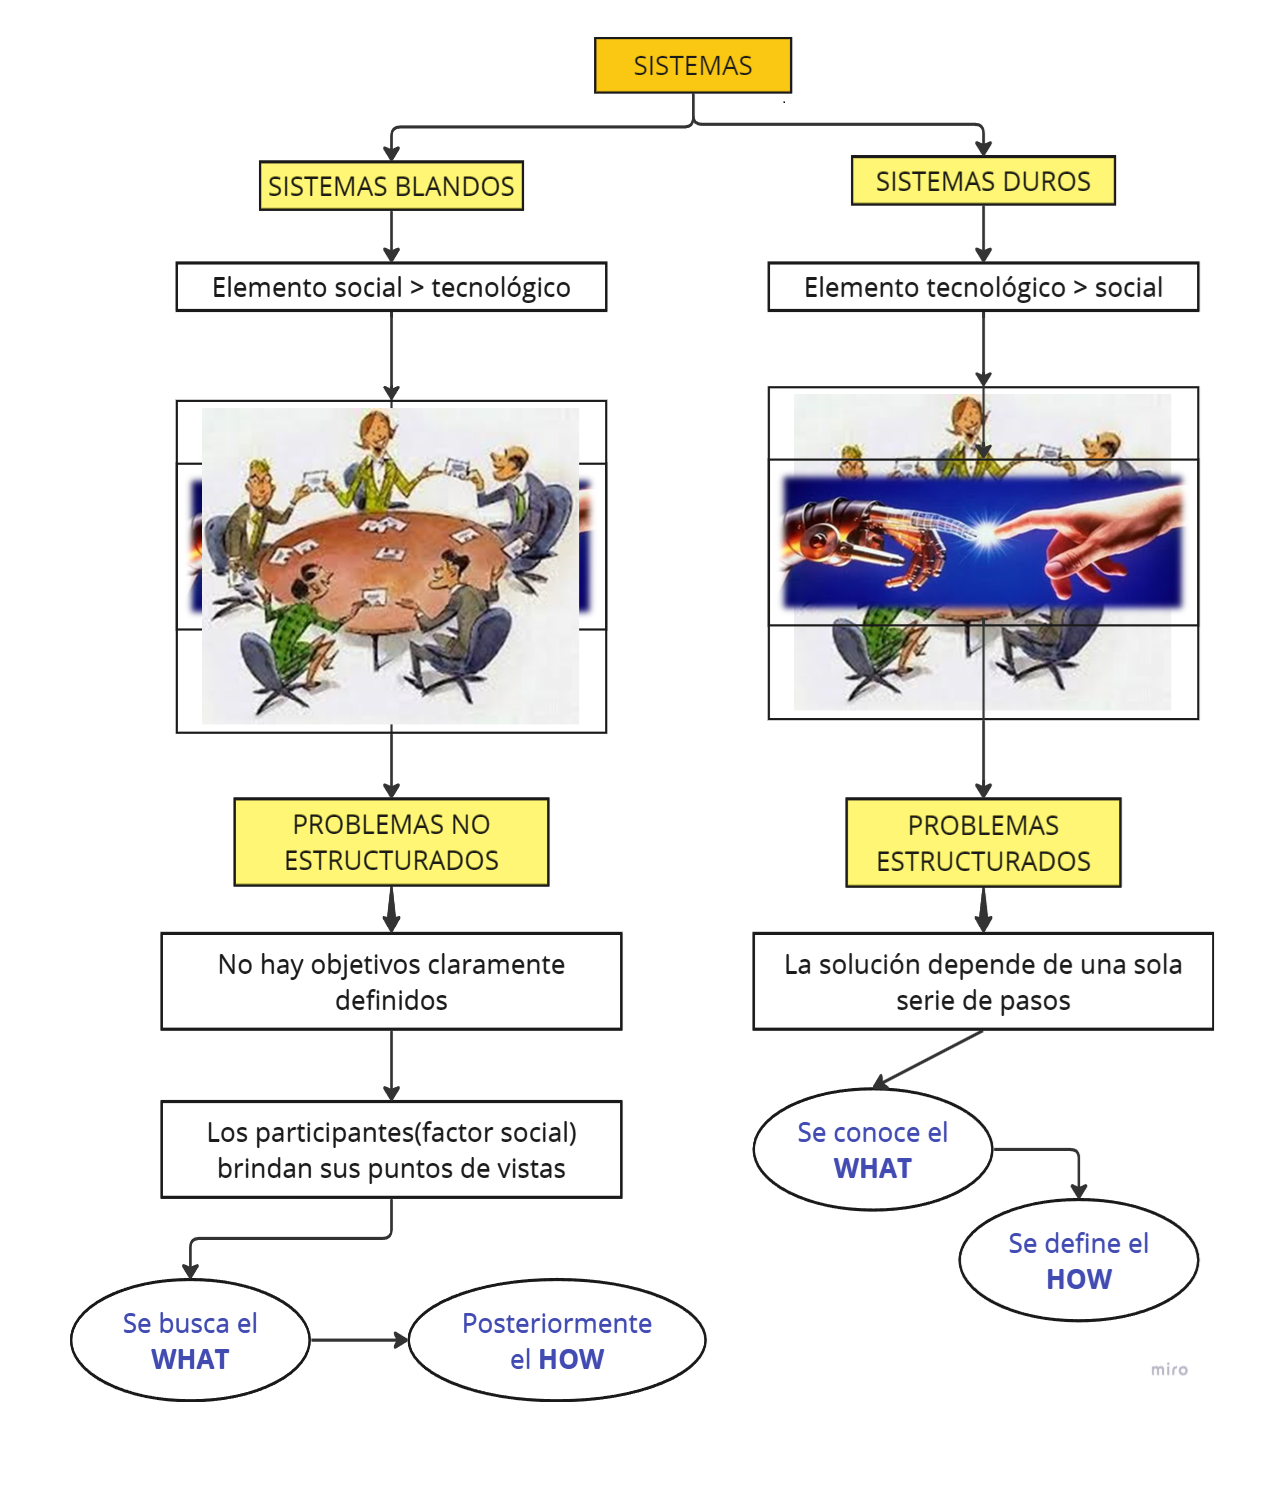 SISTEMAS
SISTEMAS BLANDOS
Elemento social > tecnológico
PROBLEMAS NO
ESTRUCTURADOS
No hay objetivos claramente
definidos
Los participantes(factor social)
brindan sus puntos de vistas
Se busca el
WHAT
Posteriormente
el HOW
SISTEMAS DUROS
Elemento tecnológico > social
PROBLEMAS
ESTRUCTURADOS
La solución depende de una sola
serie de pasos
Se conoce el
WHAT
Se define el
HOW
miro